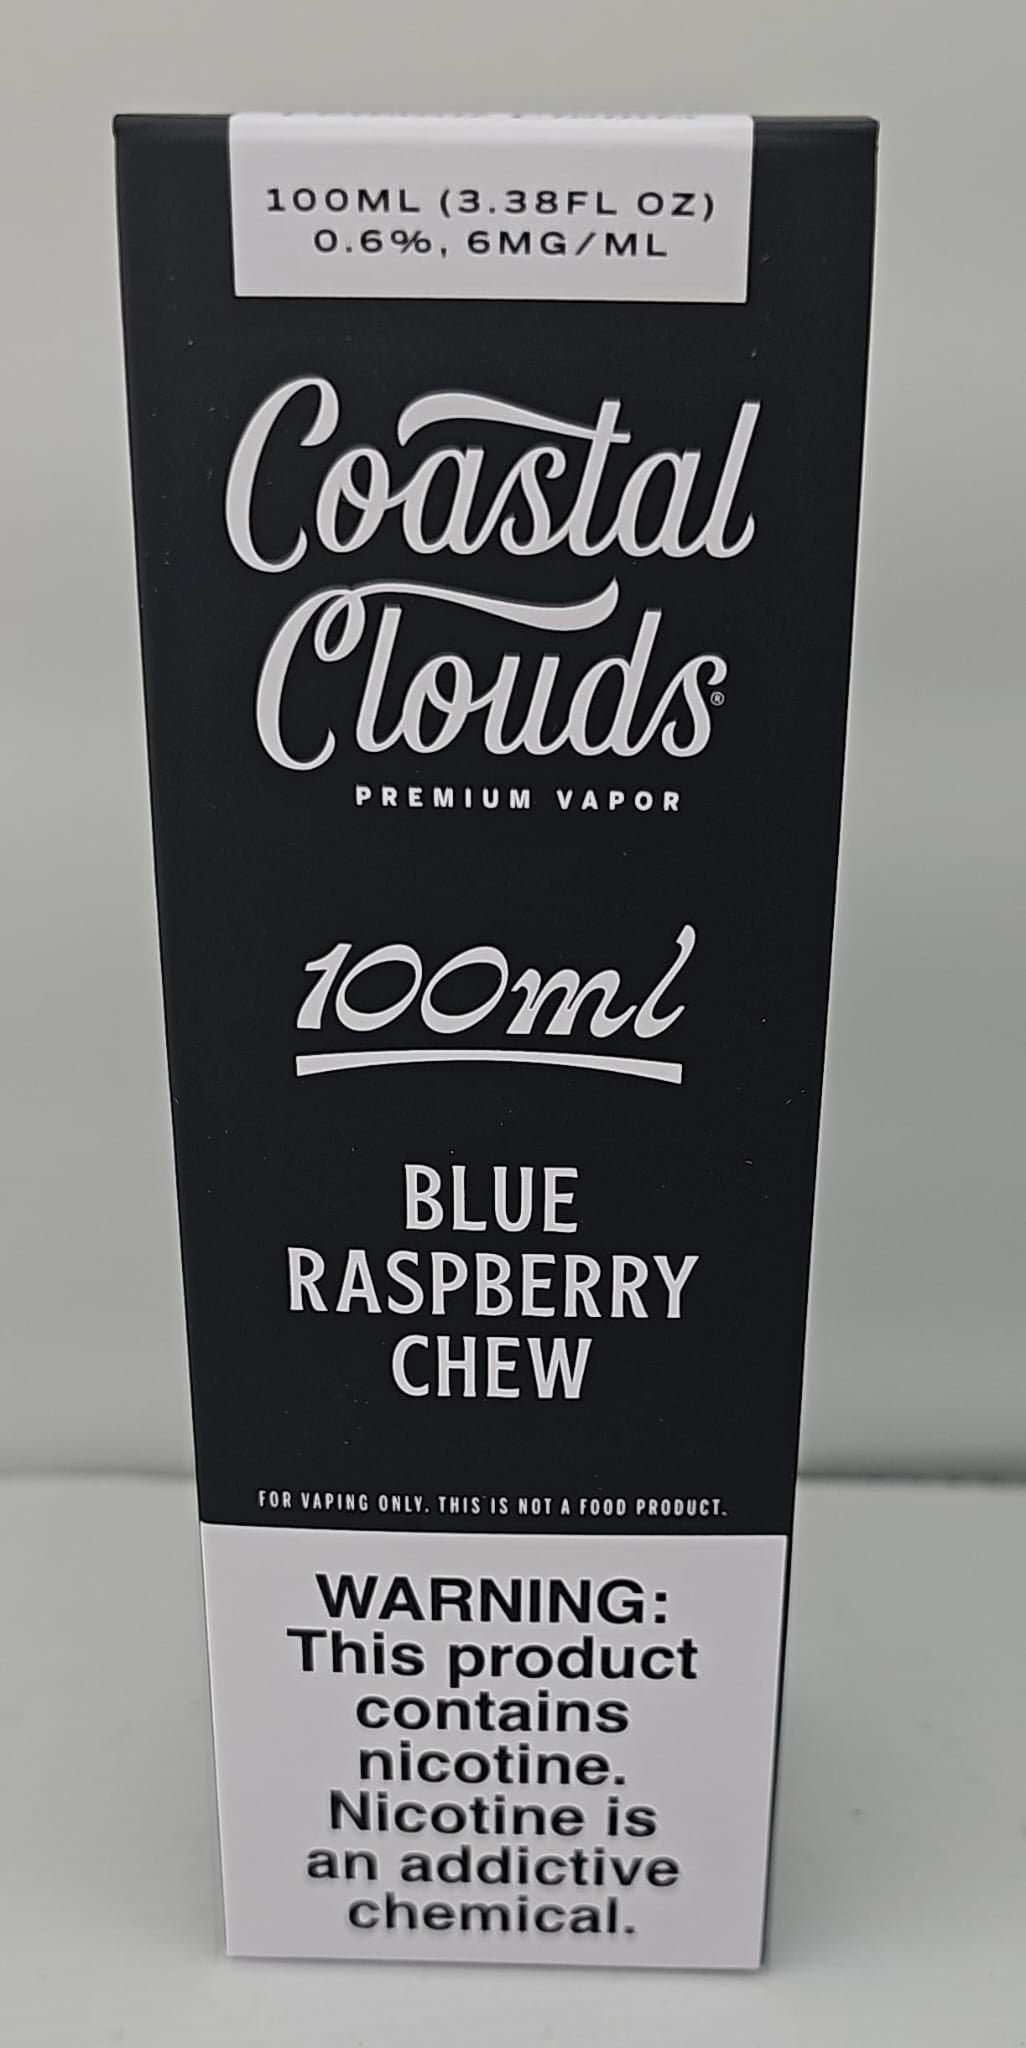 100ML (3.38FL OZ)
0.6%, 6MG/ML
Coastal
Clouds®
PREMIUM VAPOR
100ml
BLUE
RASPBERRY
CHEW
FOR VAPING ONLY. THIS IS NOT A FOOD PRODUCT.
WARNING:
This product
contains
nicotine.
Nicotine is
an addictive
chemical.